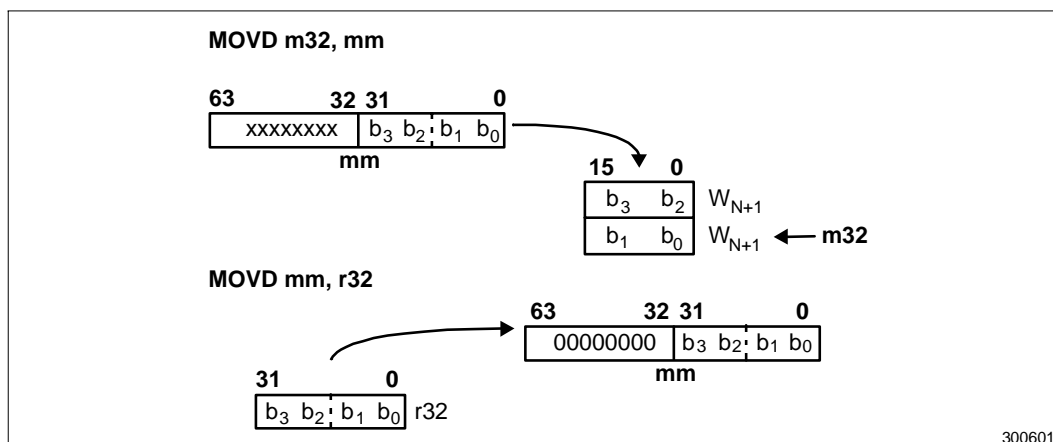 MOVD m32, mm
63 32 31 0
xxxxxxxx b3 b2 b1 b0
mm
15 0
b3 b2 WN+1
b1 b0 WN+1 m32
MOVD mm, r32
63 32 31 0
00000000 b3 b2 b1 b0
mm
31 0
b3 b2 b1 b0 r32
300601